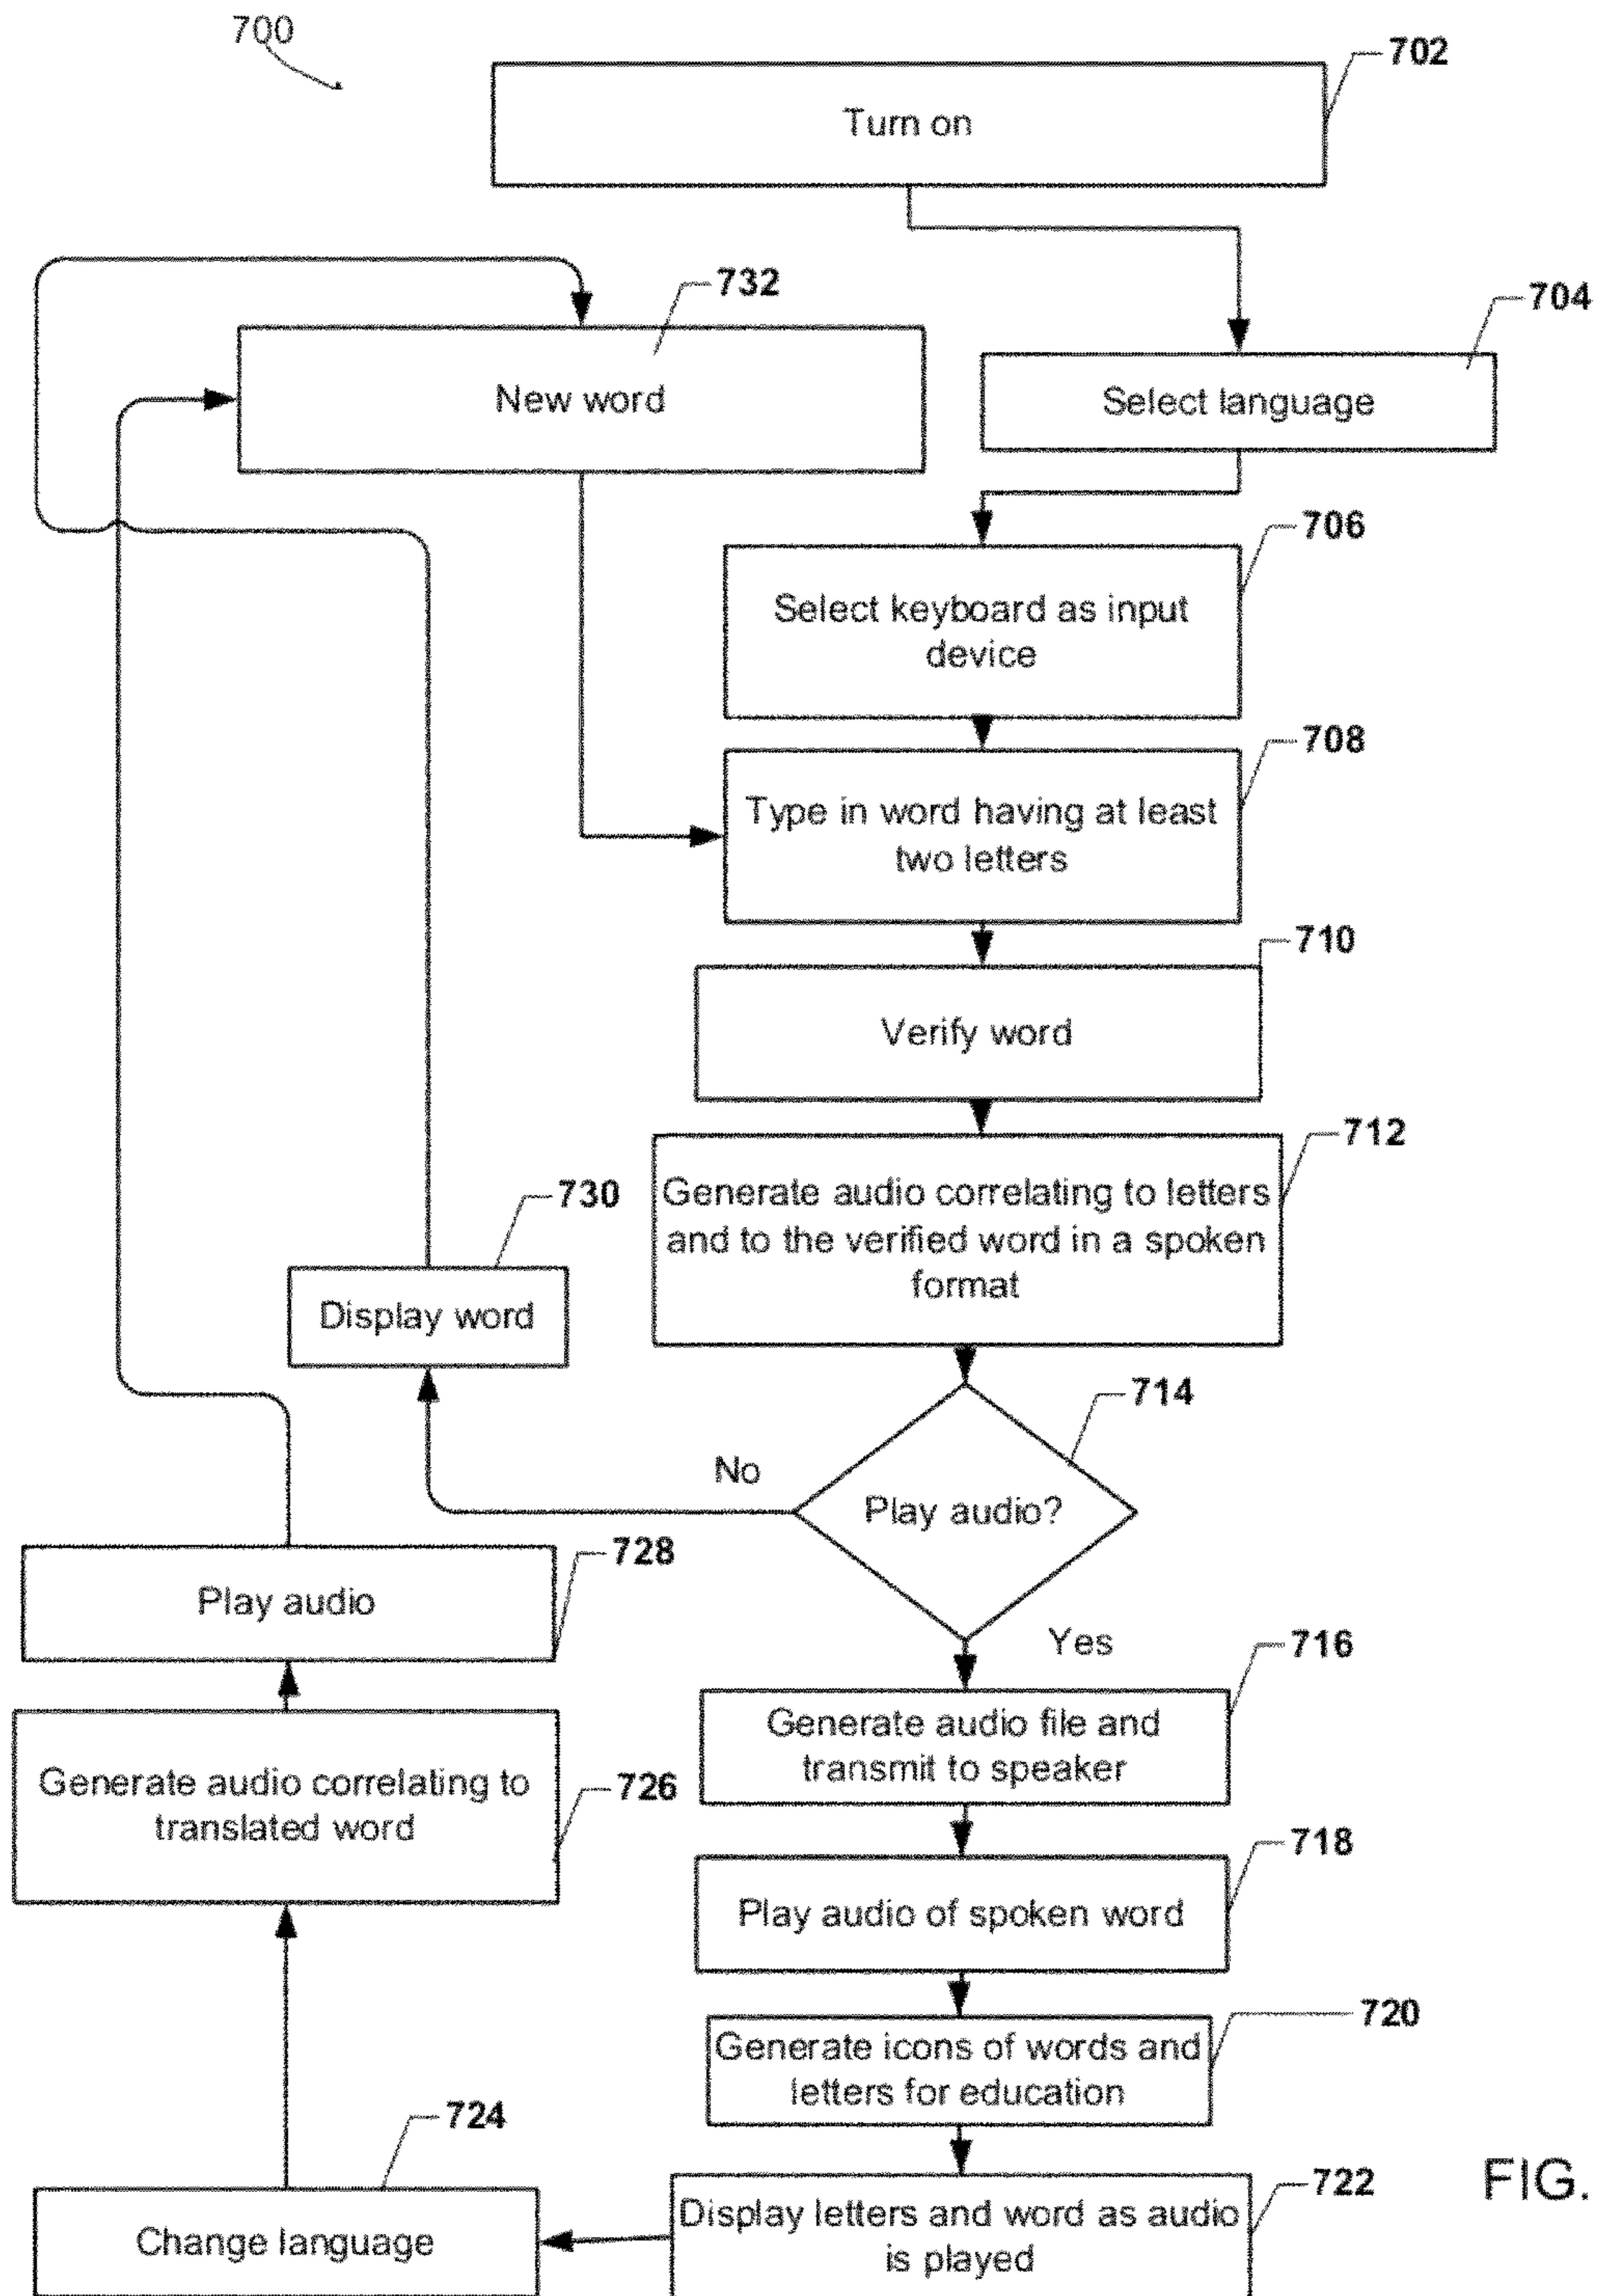 700
702
Turn on
732
704
New word
Select language
706
Select keyboard as input
device
708
Type in word having at least
two letters
710
Verify word
712
Generate audio correlating to letters
and to the verified word in a spoken
format
730
Display word
714
No
Play audio?
728
Play audio
Yes
716
Generate audio file and
transmit to speaker
Generate audio correlating to
translated word
726
718
Play audio of spoken word
720
Generate icons of words and
letters for education
724
722
FIG.
Change language
Display letters and word as audio
is played